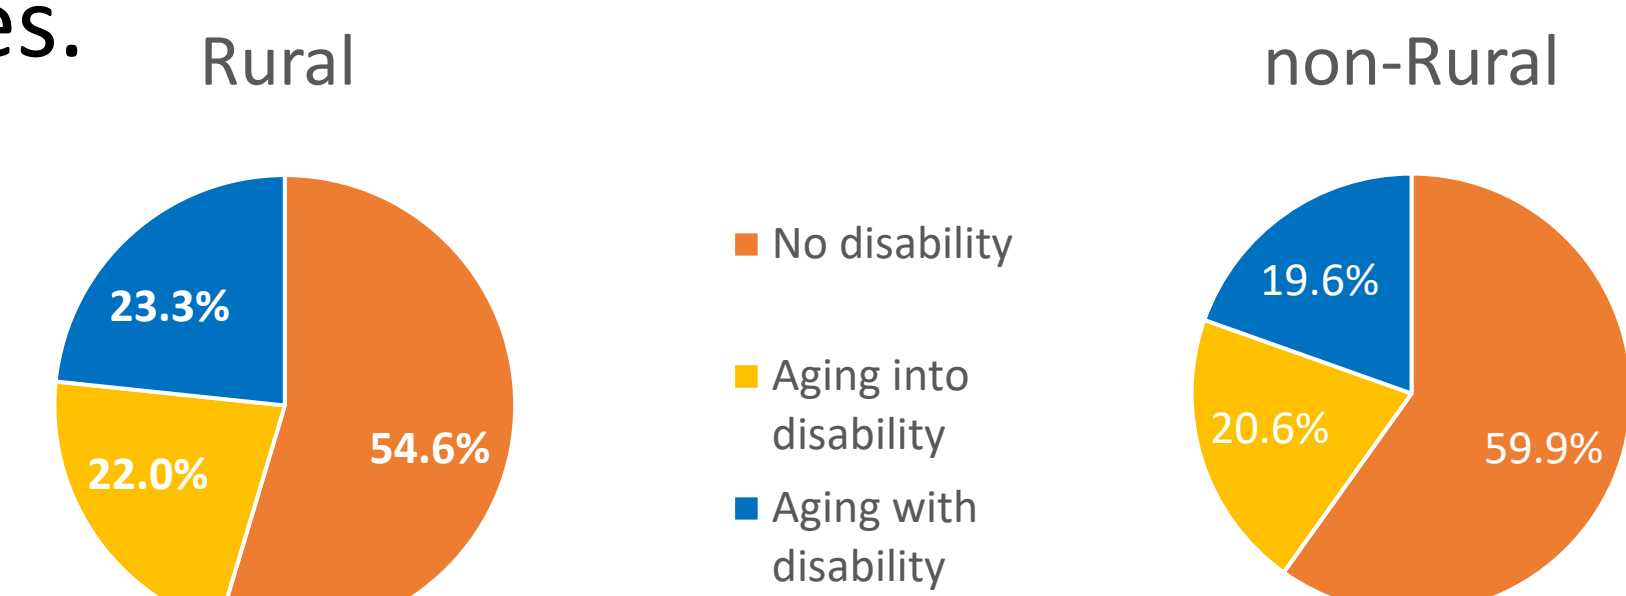 es.
Rural
non-Rural
23.3%
22.0%
54.6%
No disability
Aging into
disability
Aging with
disability
19.6%
20.6%
59.9%